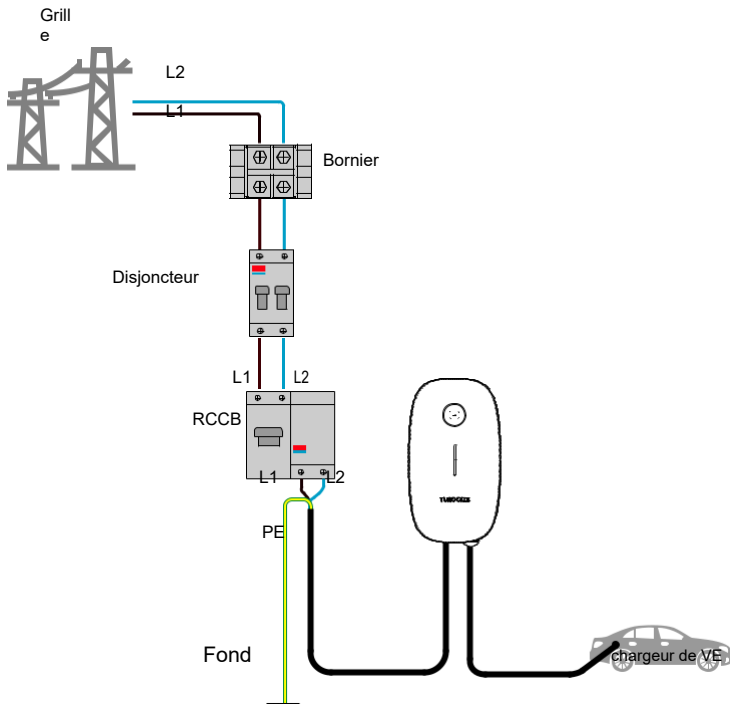 Grill
e
L2
L1
Bornier
Disjoncteur
L1 L2
RCCB
L1 L2
PE
Fond
chargeur de VE